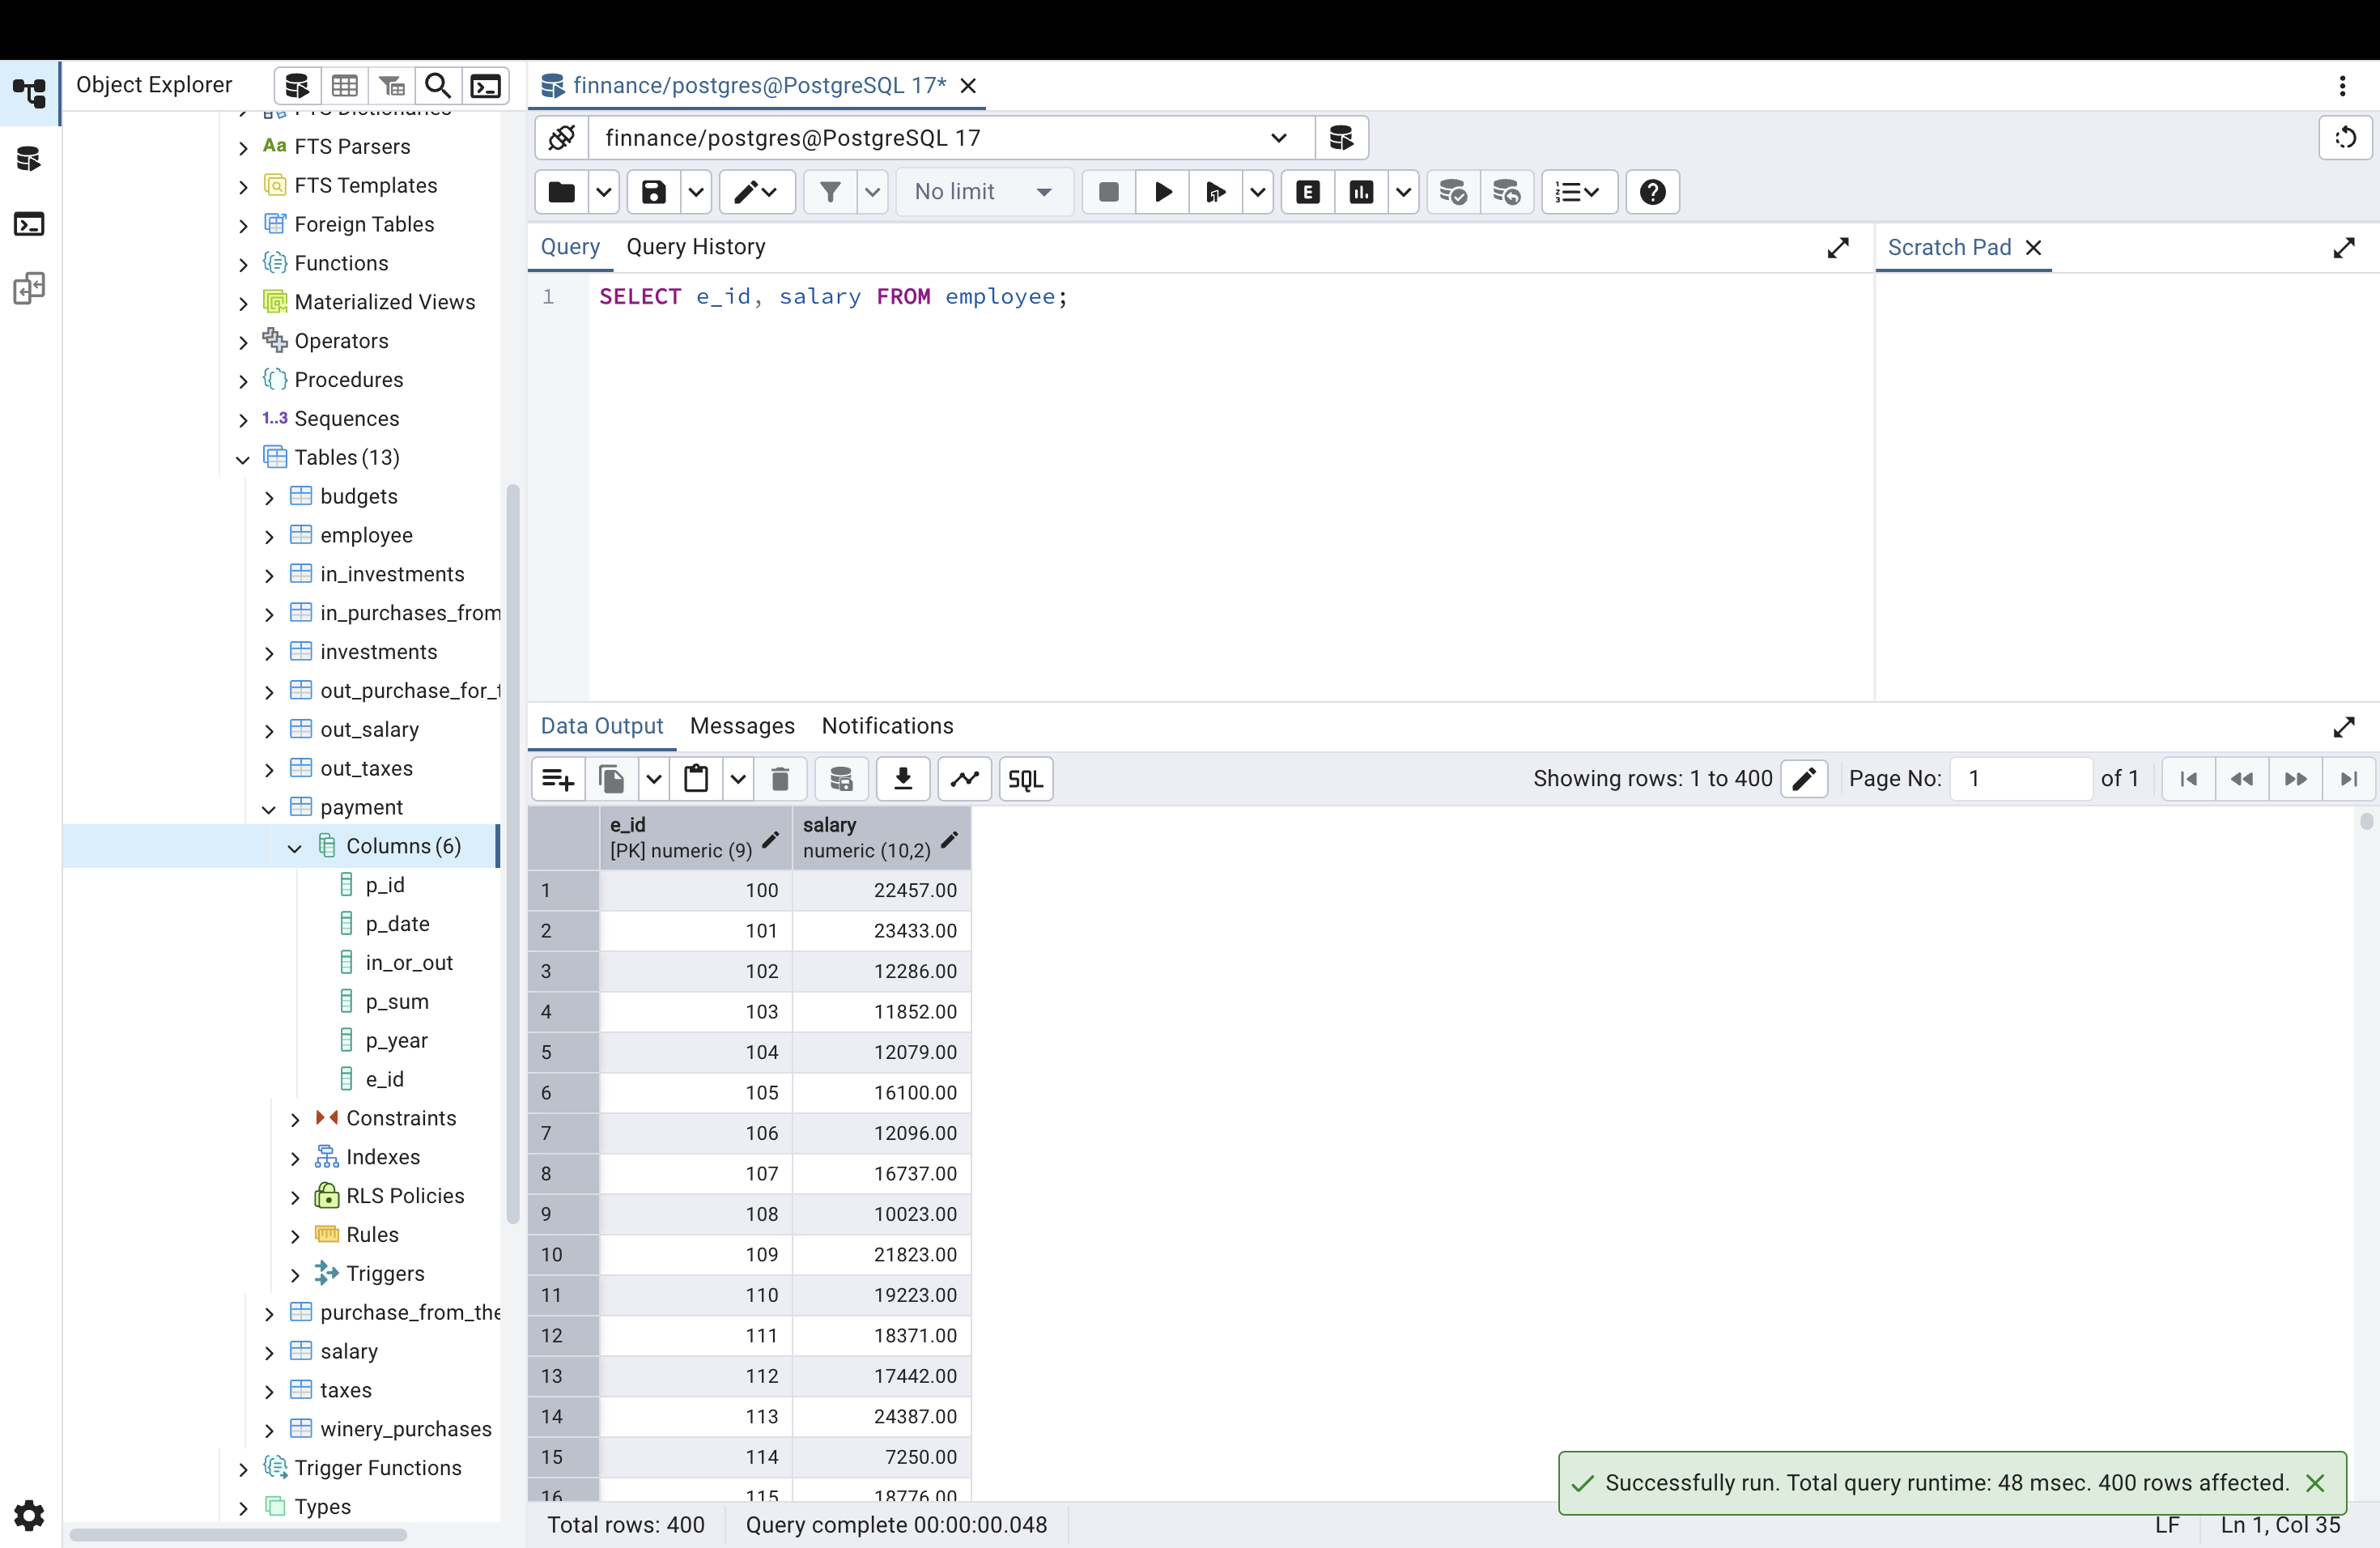 Object Explorer
FTS Dictionaries
Aa FTS Parsers
FTS Templates
Foreign Tables
Functions
Materialized Views
Operators
Procedures
1..3 Sequences
Tables (13)
budgets
employee
in_investments
in_purchases_from
investments
out_purchase_for_t
out_salary
out_taxes
payment
Columns (6)
p_id
p_date
in_or_out
p_sum
p_year
e_id
Constraints
Indexes
RLS Policies
Rules
Triggers
purchase_from_the
salary
taxes
winery_purchases
Trigger Functions
Types
finnance/postgres@PostgreSQL 17*
finnance/postgres@PostgreSQL 17
No limit
E
Query Query History
Scratch Pad
1 SELECT e_id, salary FROM employee;
Data Output Messages Notifications
SQL Showing rows: 1 to 400 Page No: 1 of 1
e_id salary
[PK] numeric (9) numeric (10,2)
1 100 22457.00
2 101 23433.00
3 102 12286.00
4 103 11852.00
5 104 12079.00
6 105 16100.00
7 106 12096.00
8 107 16737.00
9 108 10023.00
10 109 21823.00
11 110 19223.00
12 111 18371.00
13 112 17442.00
14 113 24387.00
15 114 7250.00
16 115 18776.00
Successfully run. Total query runtime: 48 msec. 400 rows affected.
Total rows: 400 Query complete 00:00:00.048 LF Ln 1, Col 35